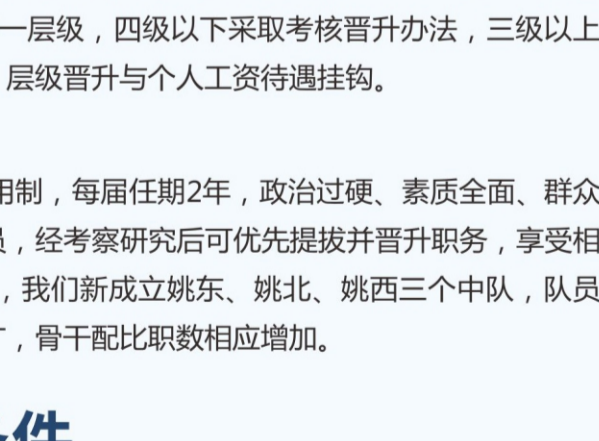 一层级，四级以下采取考核晋升办法，三级以上
层级晋升与个人工资待遇挂钩。
用制，每届任期2年，政治过硬、素质全面、群众
员，经考察研究后可优先提拔并晋升职务，享受相
，我们新成立姚东、姚北、姚西三个中队，队员
，骨干配比职数相应增加。
件